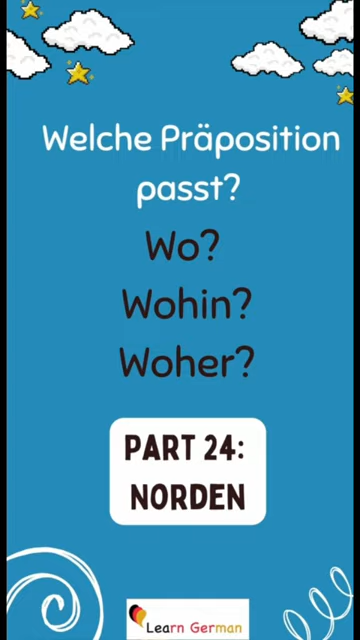 Welche Präposition
passt?
Wo?
Wohin?
Woher?
PART 24:
NORDEN
Learn German